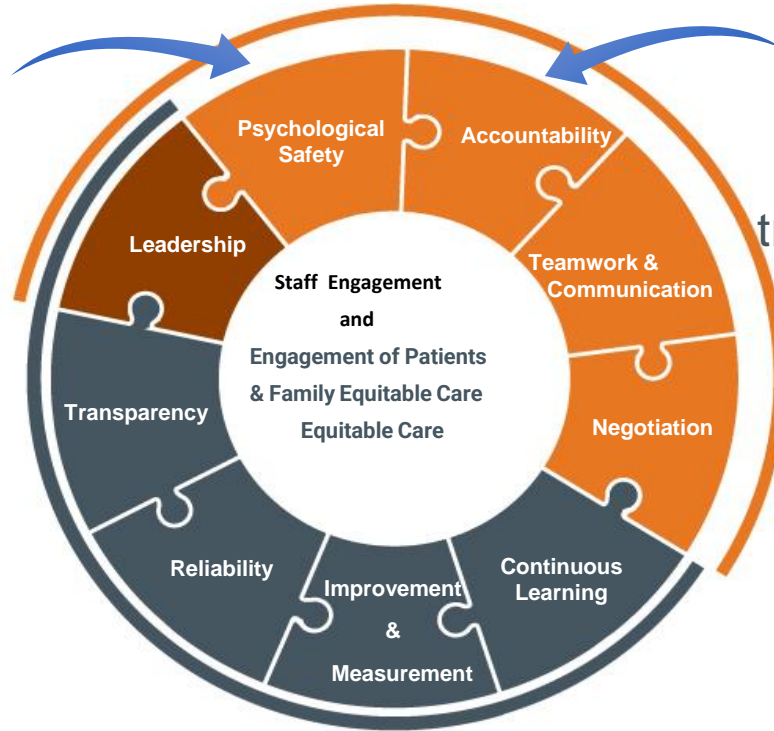 Psychological
Safety
Accountability
Leadership
Teamwork &
Communication
Staff Engagement
and
Engagement of Patients
& Family Equitable Care
Equitable Care
Transparency
Negotiation
Reliability
Improvement
&
Measurement
Continuous
Learning